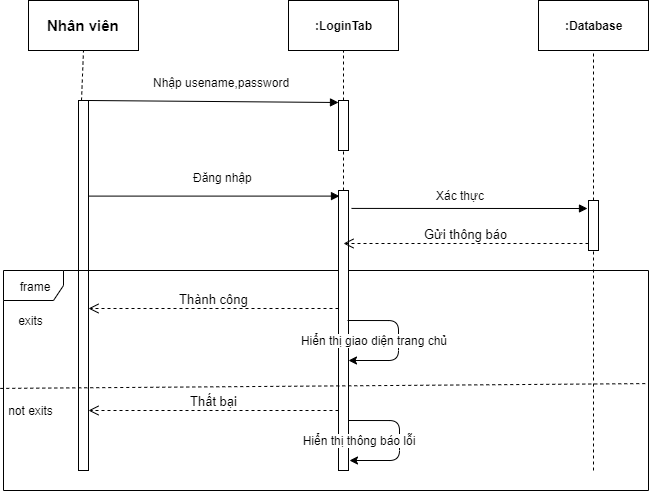 Nhân viên
:LoginTab
:Database
Nhập usename,password
Đăng nhập
Xác thực
Gửi thông báo
frame
Thành công
exits
Hiển thị giao diện trang chủ
Thất bại
not exits
Hiển thị thông báo lỗi